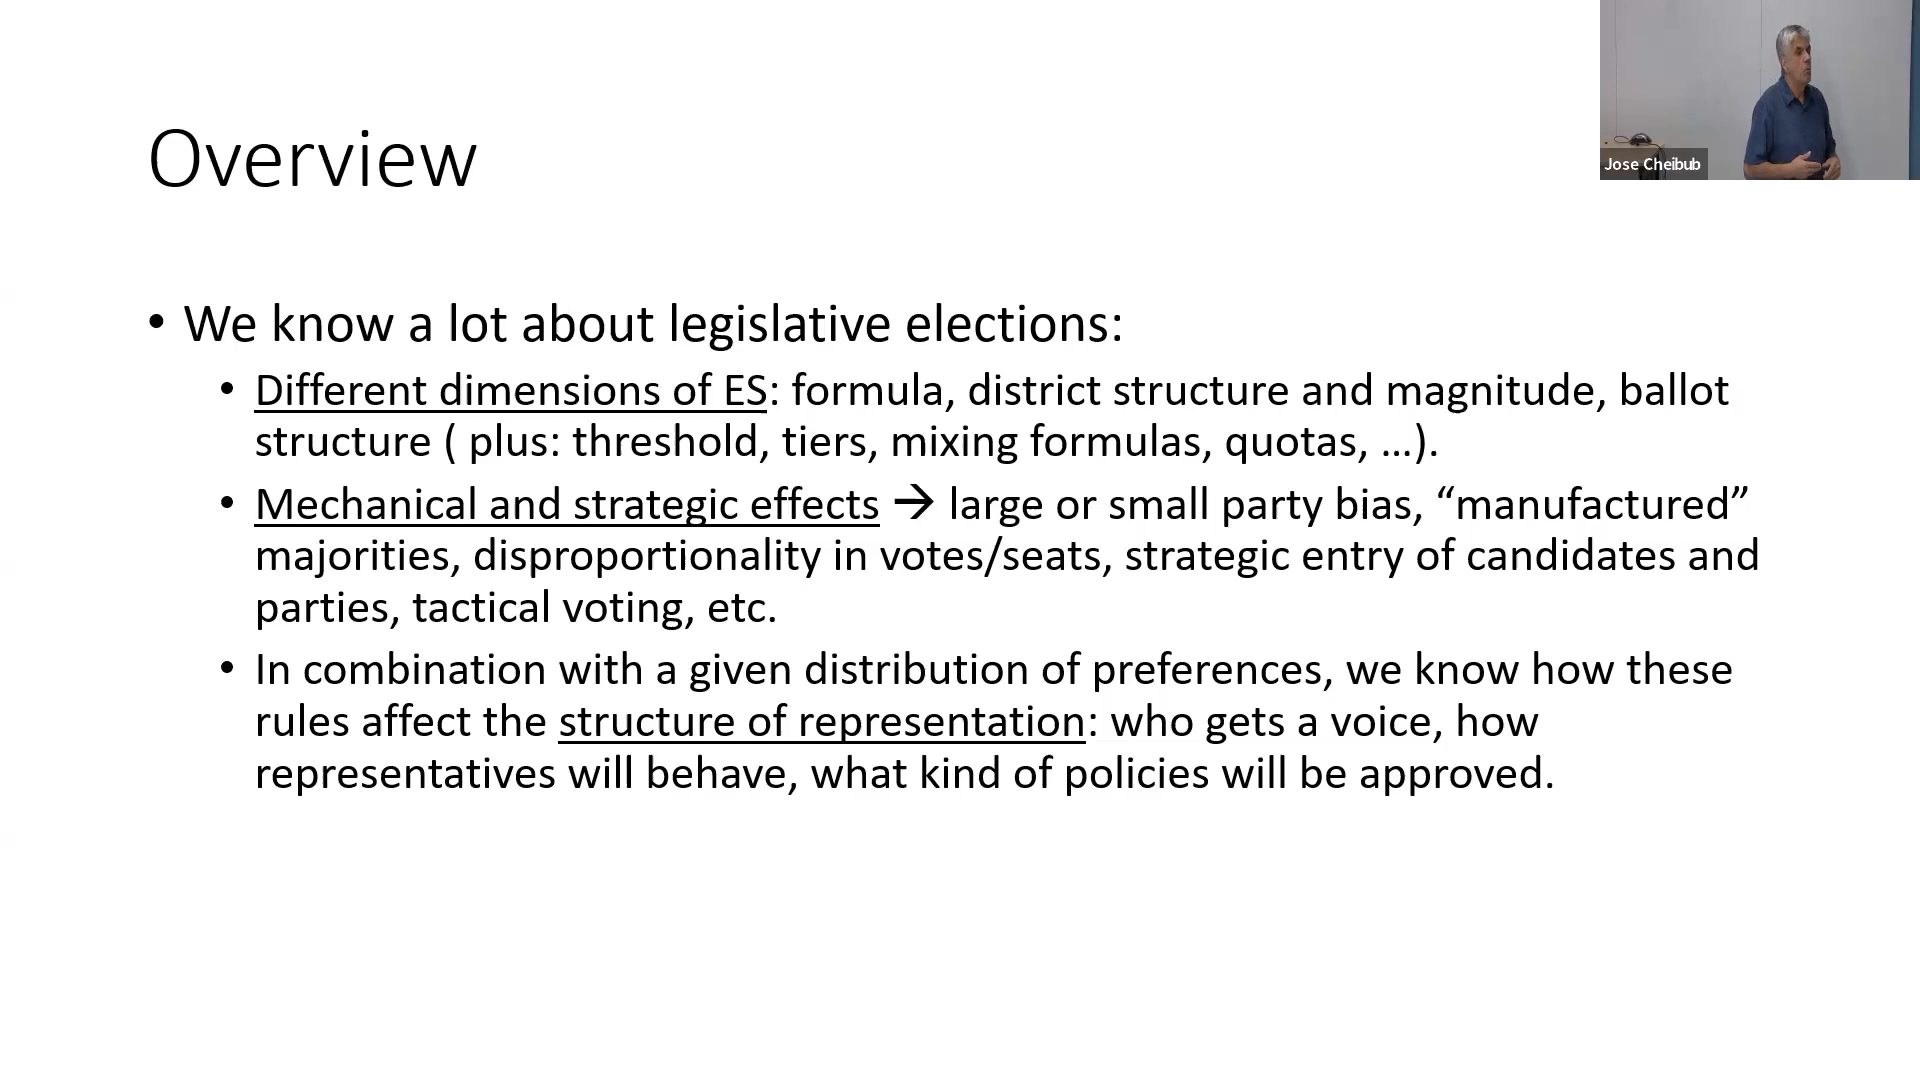 Overview
Jose Cheibub
• We know a lot about legislative elections:
• Different dimensions of ES: formula, district structure and magnitude, ballot
structure ( plus: threshold, tiers, mixing formulas, quotas, …).
• Mechanical and strategic effects → large or small party bias, “manufactured”
majorities, disproportionality in votes/seats, strategic entry of candidates and
parties, tactical voting, etc.
• In combination with a given distribution of preferences, we know how these
rules affect the structure of representation: who gets a voice, how
representatives will behave, what kind of policies will be approved.